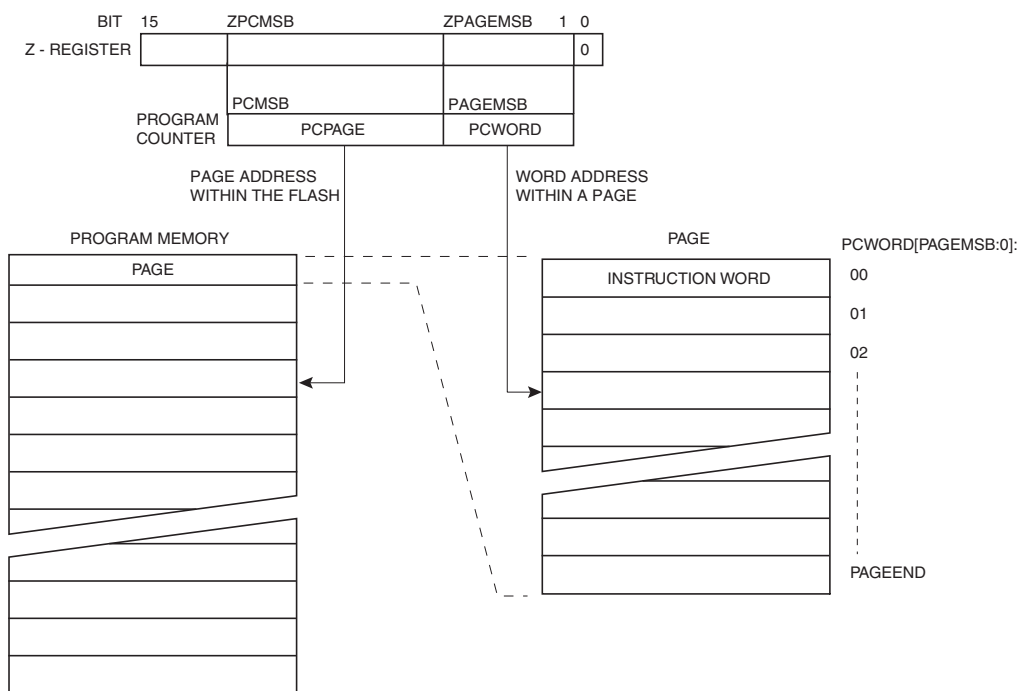 BIT 15 ZPCMSB ZPAGEMSB 1 0
Z - REGISTER 0
PCMSB PAGEMSB
PROGRAM
COUNTER
PCPAGE PCWORD
PAGE ADDRESS
WITHIN THE FLASH
WORD ADDRESS
WITHIN A PAGE
PROGRAM MEMORY
PAGE
PAGE
PCWORD[PAGEMSB:0]:
INSTRUCTION WORD
00
01
02
PAGEEND